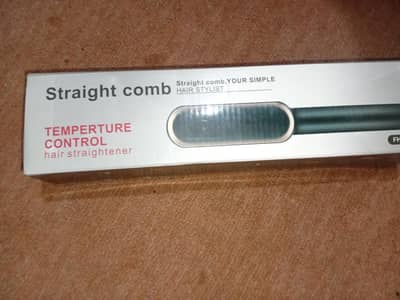 Straight comb
Straight comb,YOUR SIMPLE
HAIR STYLIST
TEMPERTURE
CONTROL
hair straightener